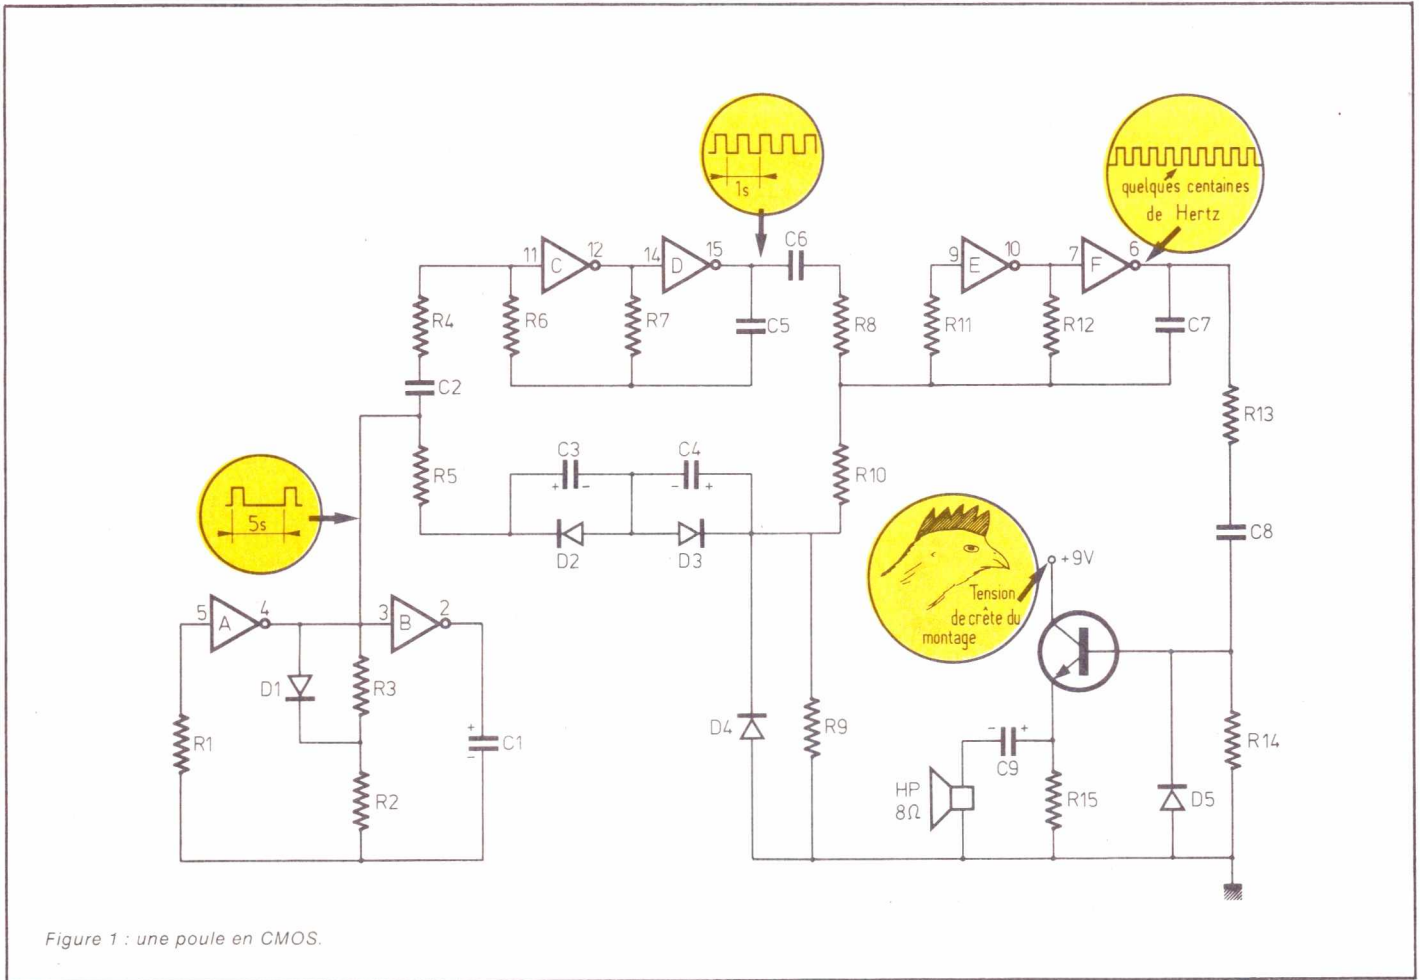 1s
quelques centaines
de Hertz
11
C
12
14
D
15
C6
9
E
10
7
F
6
R4
R6
R7
C5
R8
R11
R12
C7
C2
R13
R5
C3
C4
+ -
- +
R10
5s
D2
D3
C8
+9V
Tension
de crête du
montage
5
A
4
3
B
2
D1
R3
R1
+
-
C1
R2
D4
R9
- +
C9
HP
8Ω
R15
D5
R14
Figure 1 : une poule en CMOS.